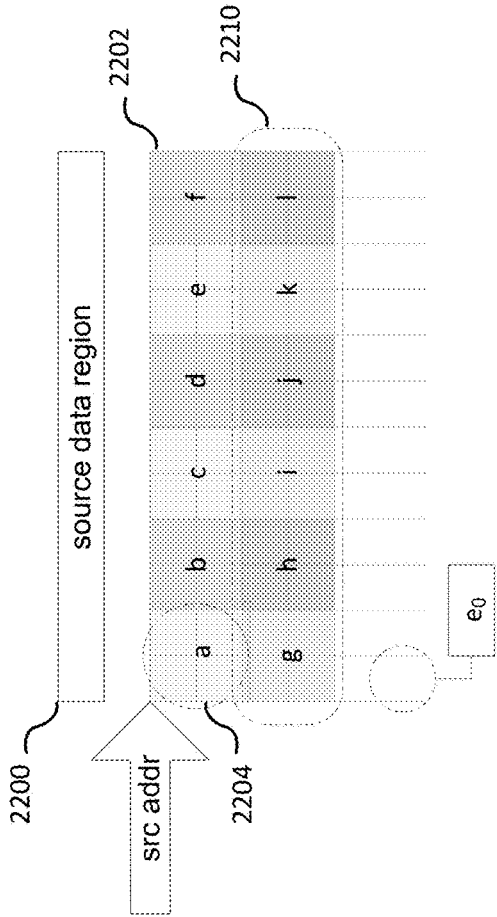 2200
source data region
2202
src addr
a b c d e f
g h i j k l
2204
2210
e0